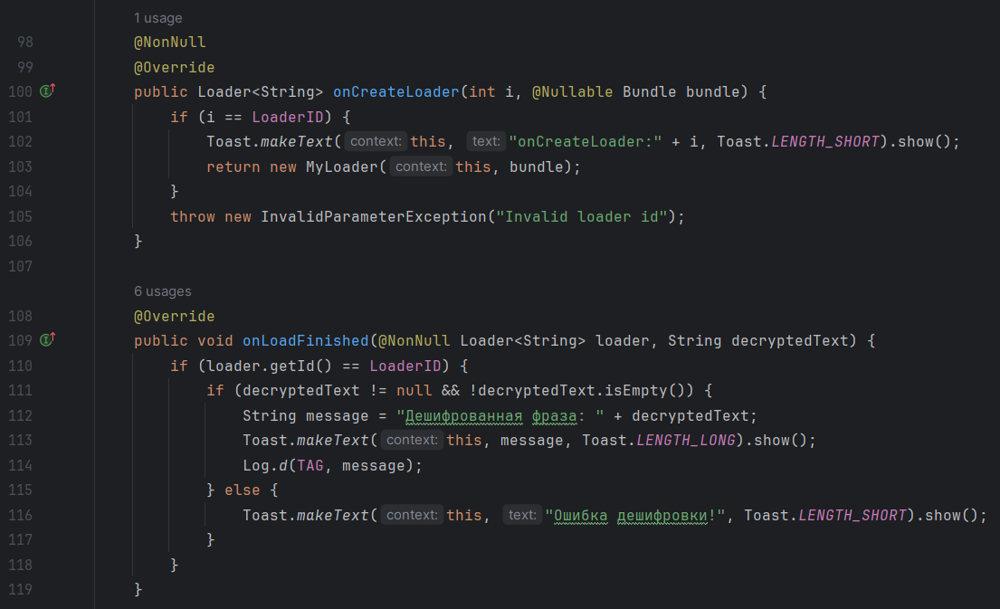 1 usage
98 @NonNull
99 @Override
100 public Loader<String> onCreateLoader(int i, @Nullable Bundle bundle) {
101 if (i == LoaderID) {
102 Toast.makeText( context: this, text: "onCreateLoader:" + i, Toast.LENGTH_SHORT).show();
103 return new MyLoader( context: this, bundle);
104 }
105 throw new InvalidParameterException("Invalid loader id");
106 }
107
6 usages
108 @Override
109 public void onLoadFinished(@NonNull Loader<String> loader, String decryptedText) {
110 if (loader.getId() == LoaderID) {
111 if (decryptedText != null && !decryptedText.isEmpty()) {
112 String message = "Дешифрованная фраза: " + decryptedText;
113 Toast.makeText( context: this, message, Toast.LENGTH_LONG).show();
114 Log.d(TAG, message);
115 } else {
116 Toast.makeText( context: this, text: "Ошибка дешифровки!", Toast.LENGTH_SHORT).show();
117 }
118 }
119 }